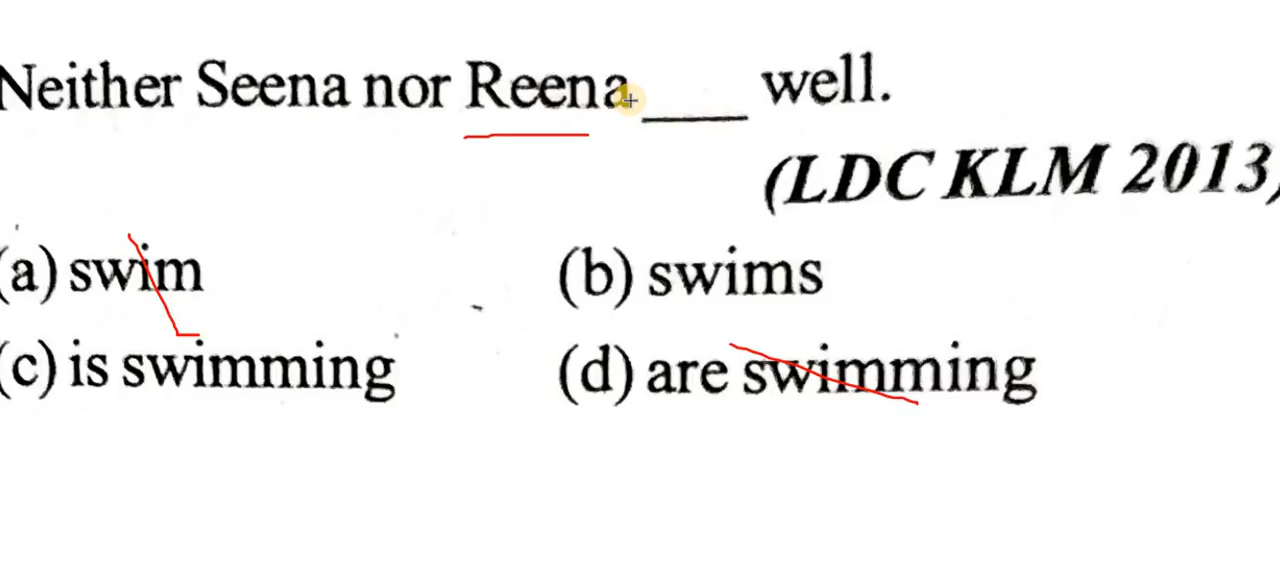 Neither Seena nor Reena ____ well.
(LDC KLM 2013)
(a) swim (b) swims
(c) is swimming (d) are swimming